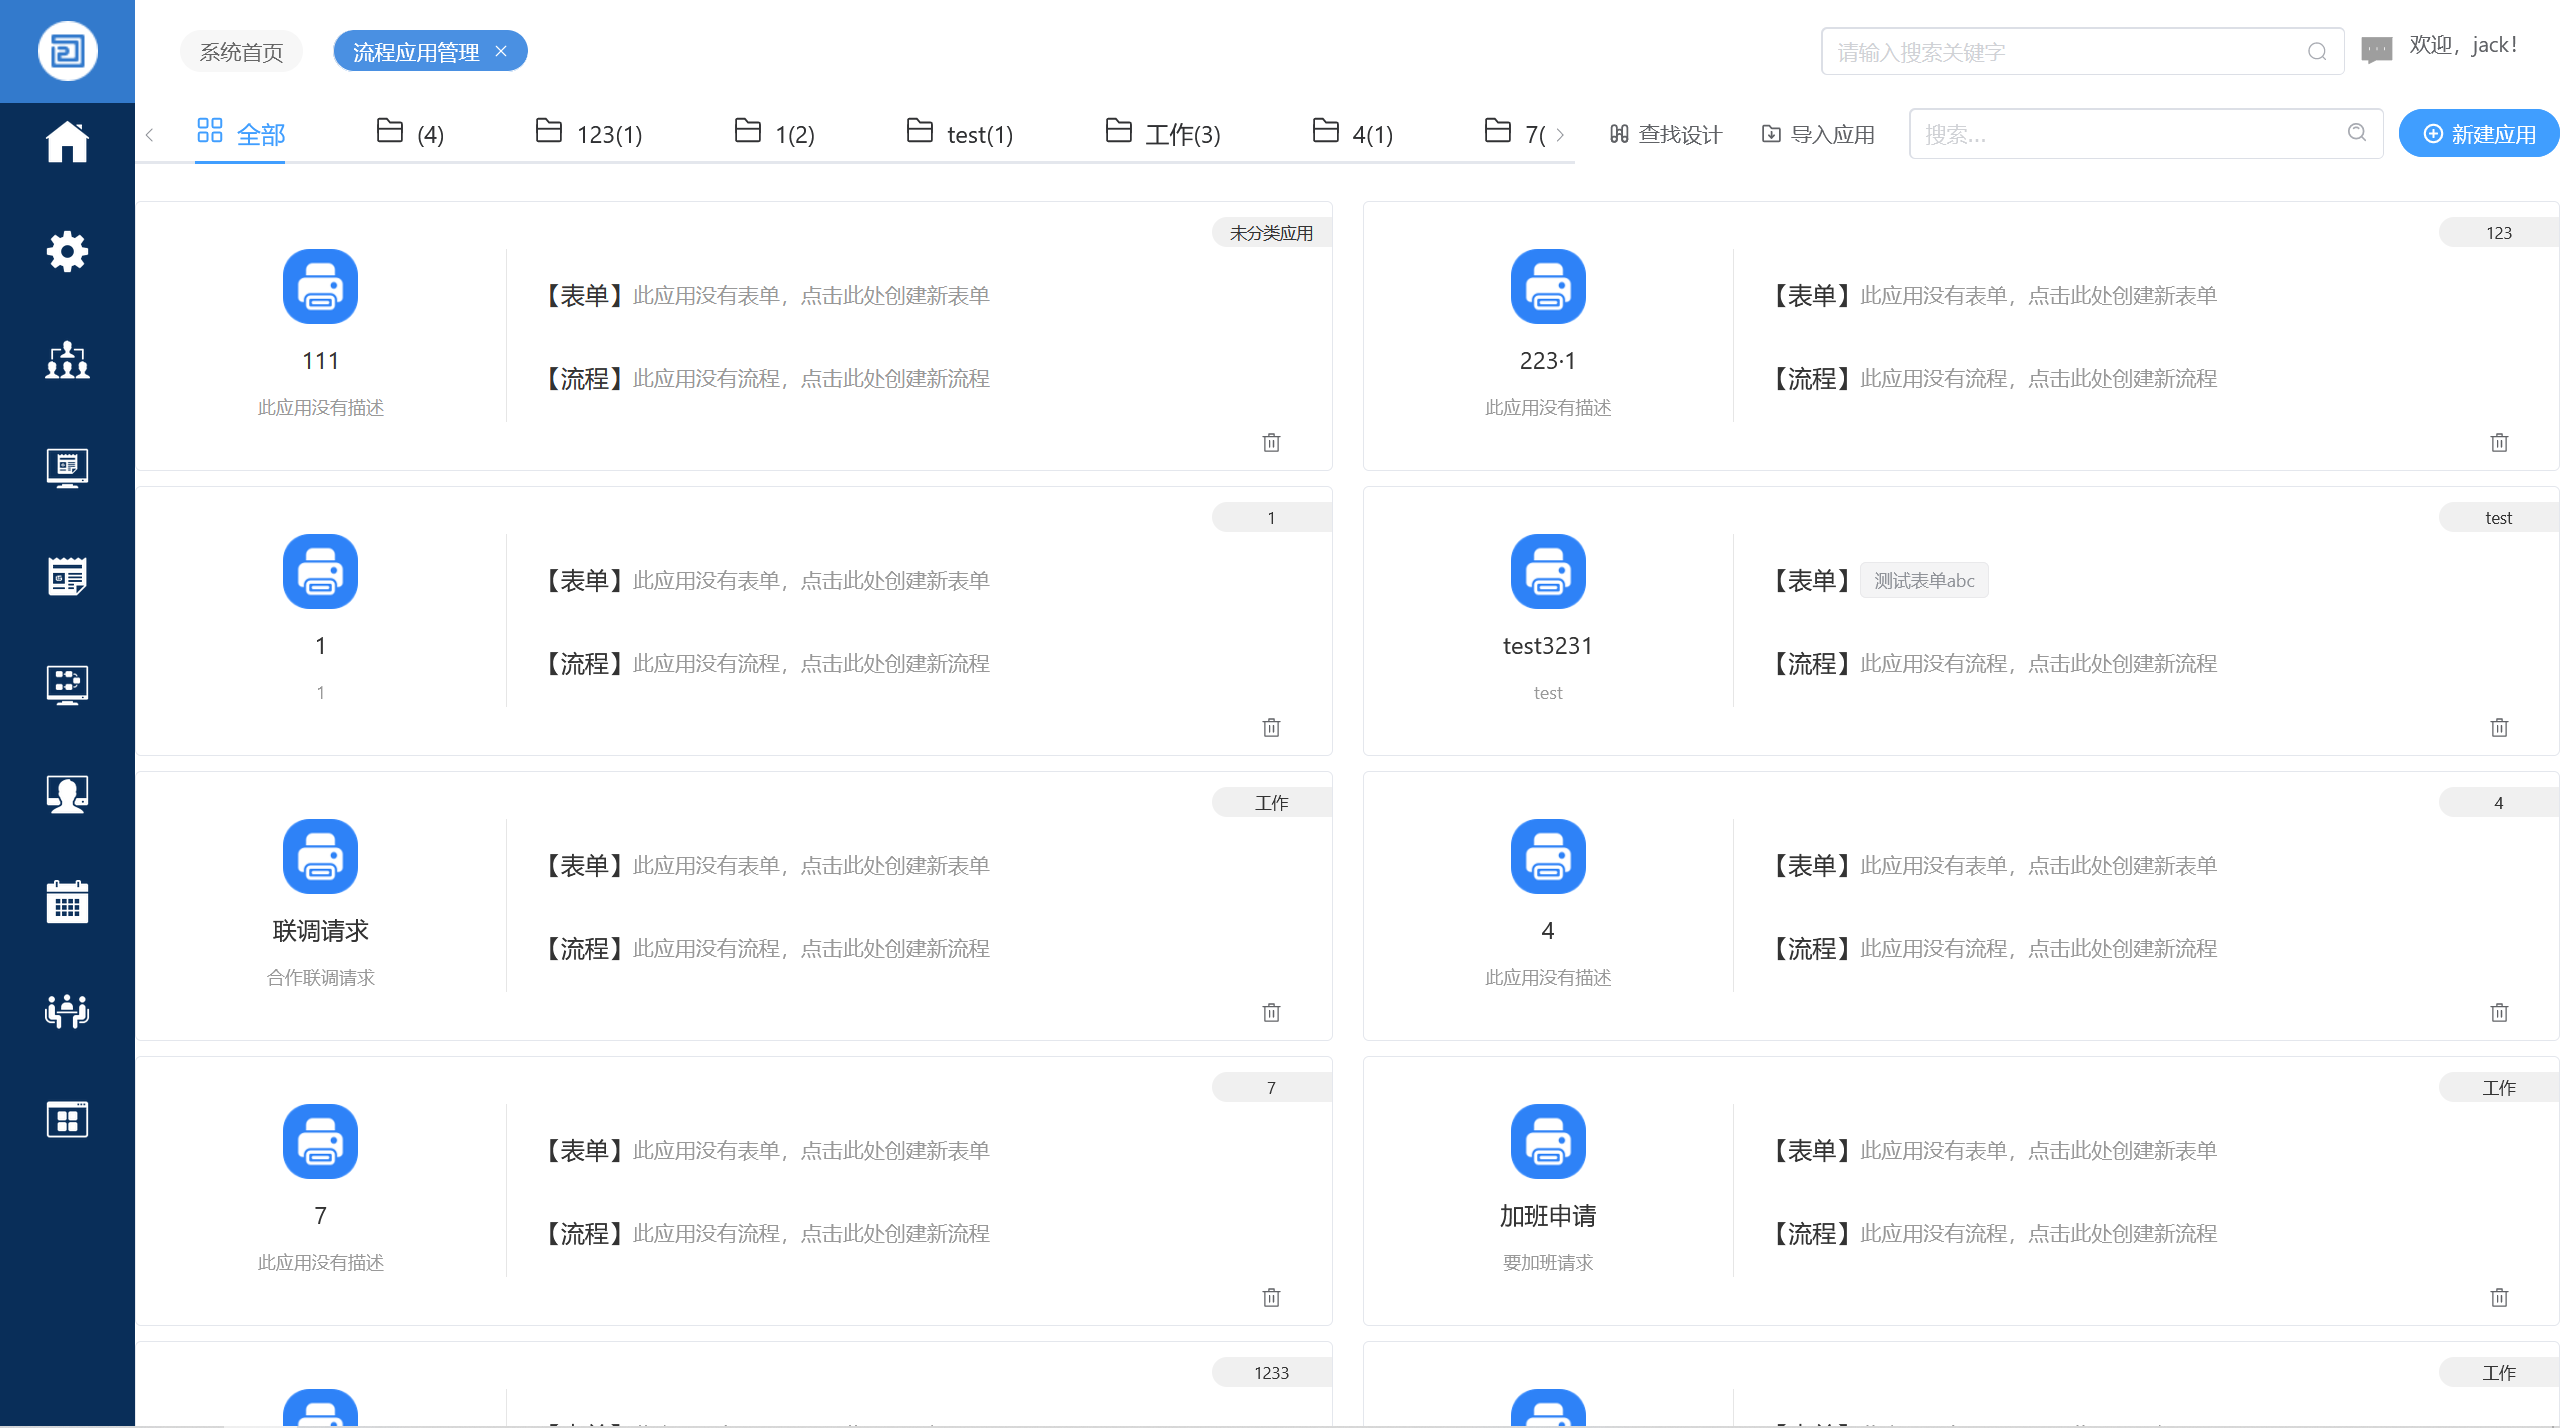 系统首页
流程应用管理
请输入搜索关键字
欢迎，jack!
全部
(4)
123(1)
1(2)
test(1)
工作(3)
4(1)
7(
查找设计
导入应用
搜索...
新建应用
未分类应用
111
此应用没有描述
【表单】此应用没有表单，点击此处创建新表单
【流程】此应用没有流程，点击此处创建新流程
123
223·1
此应用没有描述
【表单】此应用没有表单，点击此处创建新表单
【流程】此应用没有流程，点击此处创建新流程
1
1
1
【表单】此应用没有表单，点击此处创建新表单
【流程】此应用没有流程，点击此处创建新流程
test
test3231
test
【表单】测试表单abc
【流程】此应用没有流程，点击此处创建新流程
工作
联调请求
合作联调请求
【表单】此应用没有表单，点击此处创建新表单
【流程】此应用没有流程，点击此处创建新流程
4
4
此应用没有描述
【表单】此应用没有表单，点击此处创建新表单
【流程】此应用没有流程，点击此处创建新流程
7
7
此应用没有描述
【表单】此应用没有表单，点击此处创建新表单
【流程】此应用没有流程，点击此处创建新流程
工作
加班申请
要加班请求
【表单】此应用没有表单，点击此处创建新表单
【流程】此应用没有流程，点击此处创建新流程
1233
工作